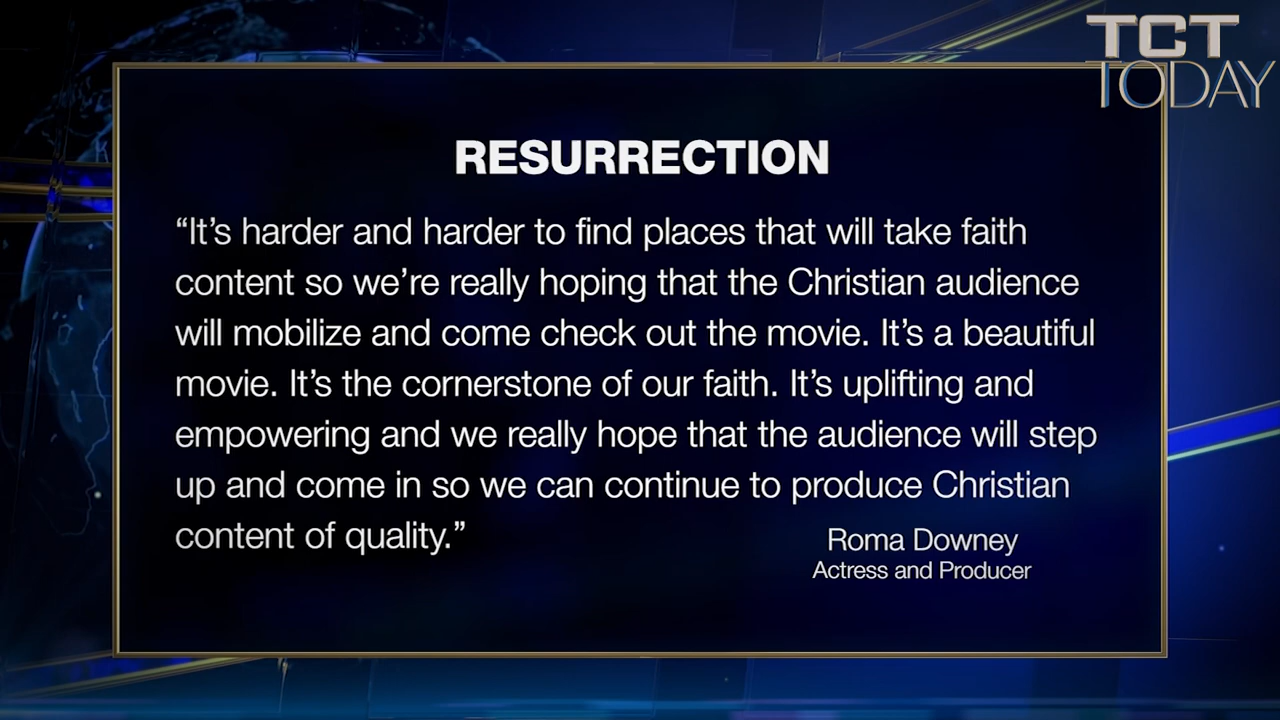 TCT
TODAY
RESURRECTION
“It’s harder and harder to find places that will take faith
content so we’re really hoping that the Christian audience
will mobilize and come check out the movie. It’s a beautiful
movie. It’s the cornerstone of our faith. It’s uplifting and
empowering and we really hope that the audience will step
up and come in so we can continue to produce Christian
content of quality.”
Roma Downey
Actress and Producer